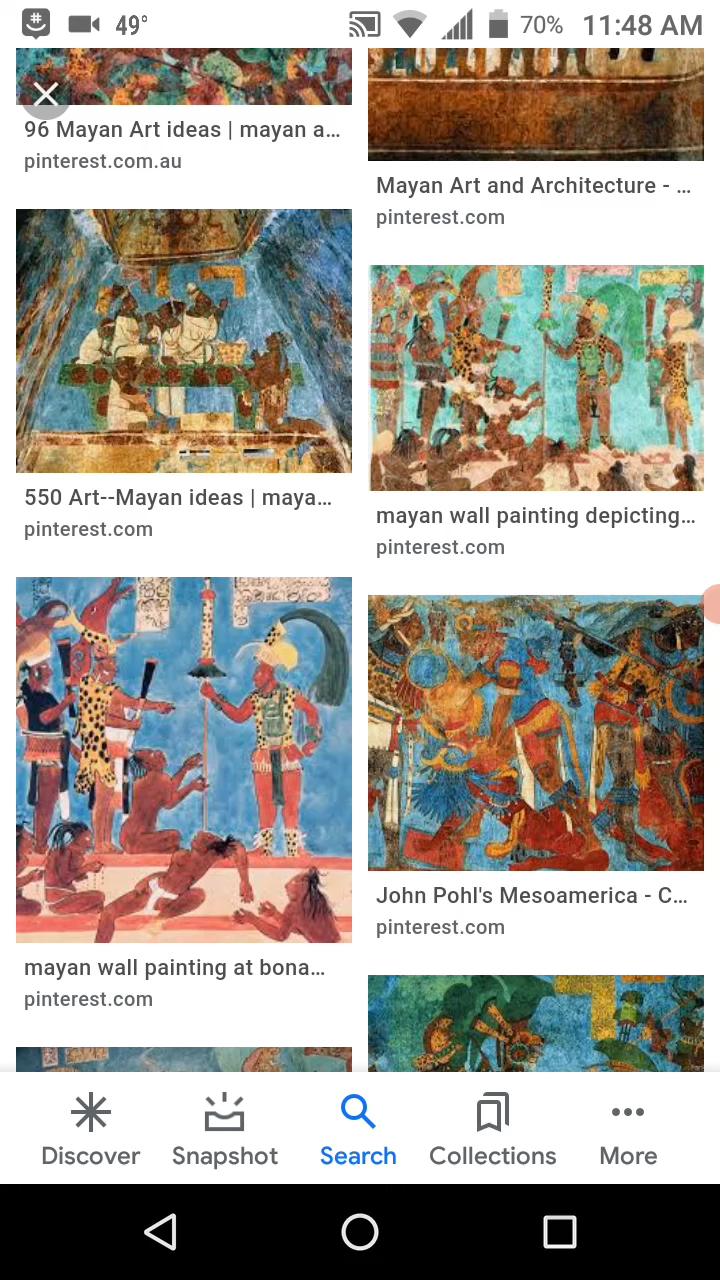 49°
70%
11:48 AM
96 Mayan Art ideas | mayan a...
pinterest.com.au
Mayan Art and Architecture - ...
pinterest.com
550 Art--Mayan ideas | maya...
pinterest.com
mayan wall painting depicting...
pinterest.com
mayan wall painting at bona...
pinterest.com
John Pohl's Mesoamerica - C...
pinterest.com
Discover
Snapshot
Search
Collections
More